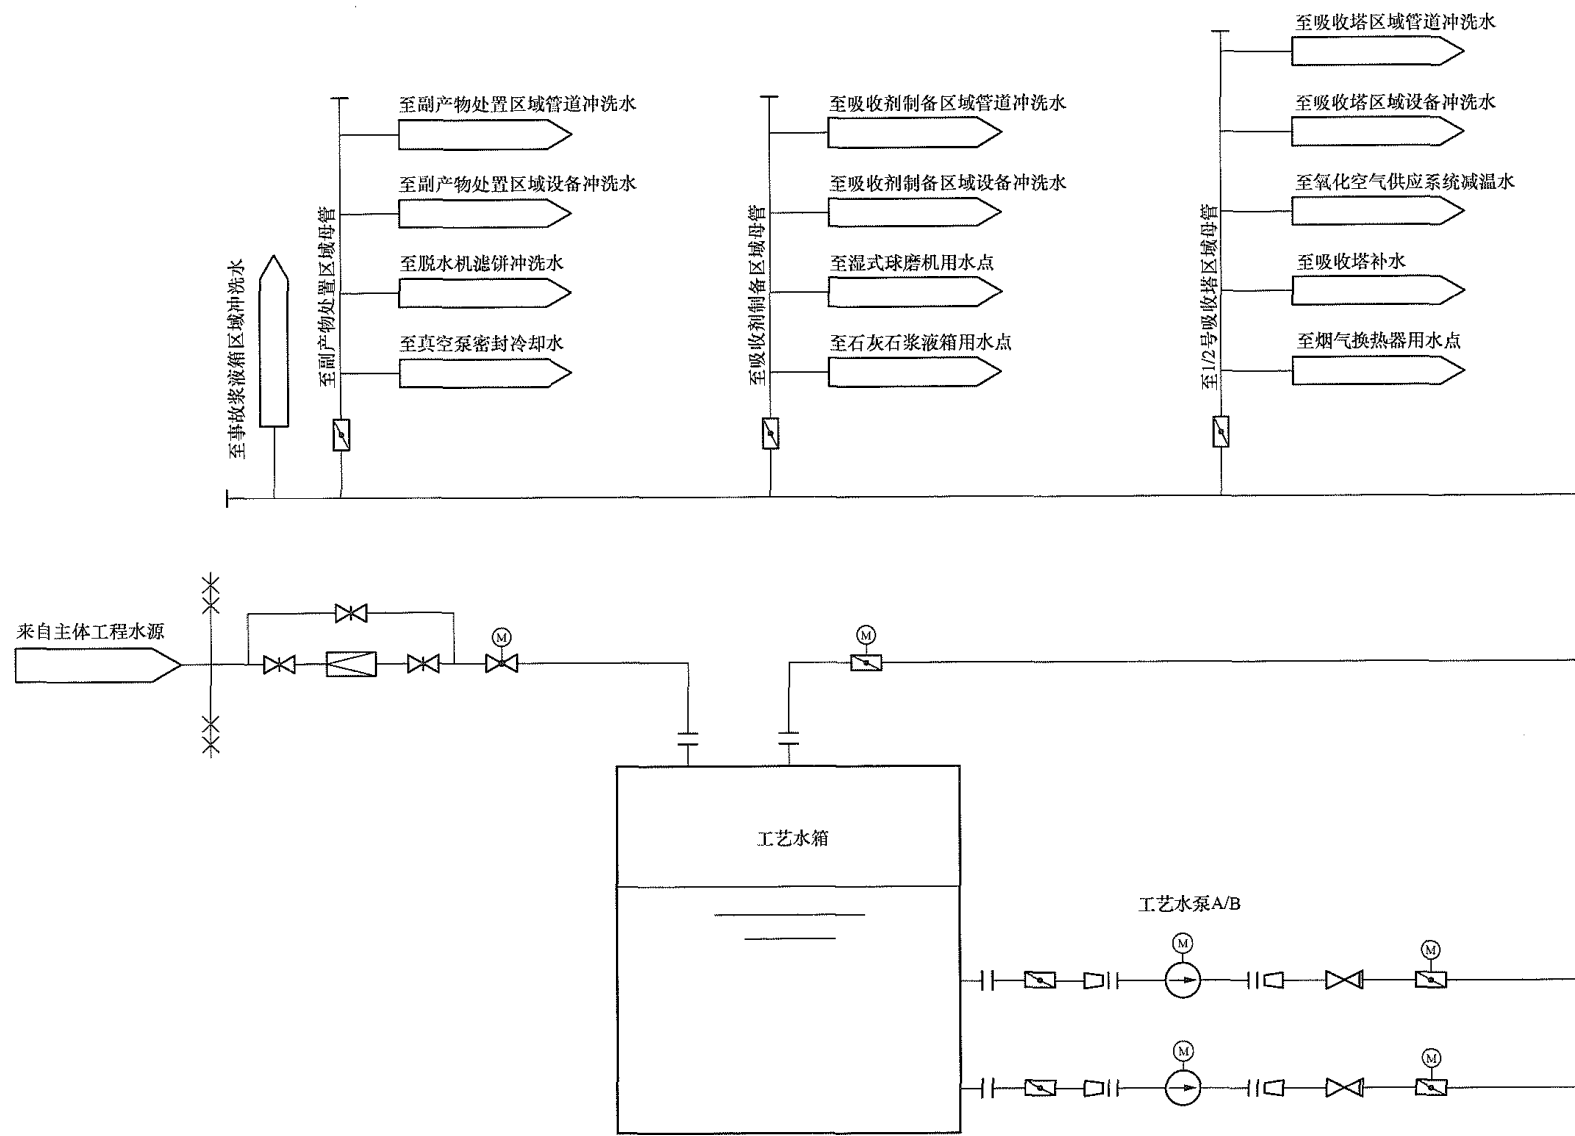 至吸收塔区域管道冲洗水
至副产物处置区域管道冲洗水
至吸收剂制备区域管道冲洗水
至吸收塔区域设备冲洗水
至副产物处置区域设备冲洗水
至吸收剂制备区域设备冲洗水
至氧化空气供应系统减温水
至脱水机滤饼冲洗水
至湿式球磨机用水点
至吸收塔补水
至真空泵密封冷却水
至石灰石浆液箱用水点
至烟气换热器用水点
至事故浆液箱区域冲洗水
至副产物处置区域母管
至吸收剂制备区域母管
至1/2号吸收塔区域母管
来自主体工程水源
M
M
工艺水箱
工艺水泵A/B
M
M
M
M